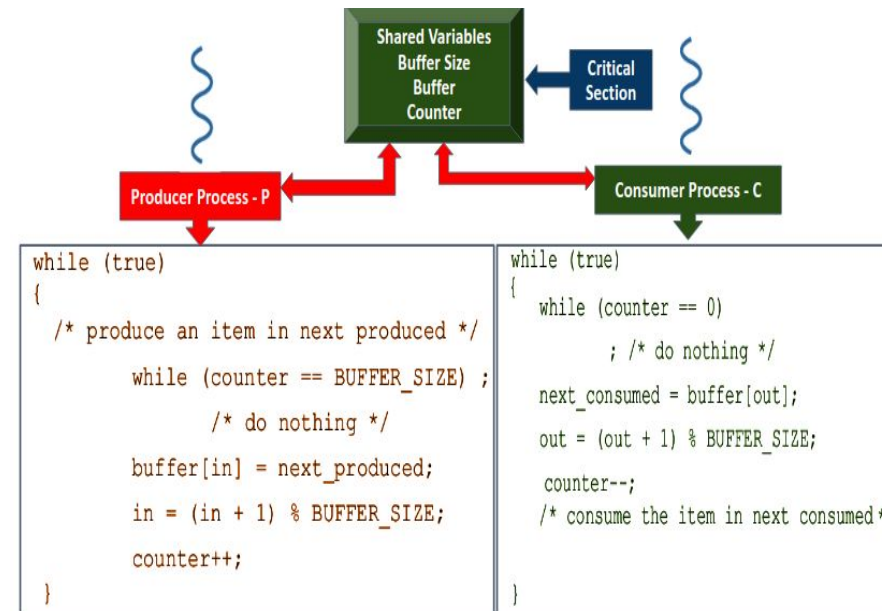 Shared Variables
Buffer Size
Buffer
Counter
Critical
Section
Producer Process - P
Consumer Process - C
while (true)
{
/* produce an item in next produced */
while (counter == BUFFER_SIZE) ;
/* do nothing */
buffer[in] = next_produced;
in = (in + 1) % BUFFER_SIZE;
counter++;
}
while (true)
{
while (counter == 0)
; /* do nothing */
next_consumed = buffer[out];
out = (out + 1) % BUFFER_SIZE;
counter--;
/* consume the item in next consumed *
}